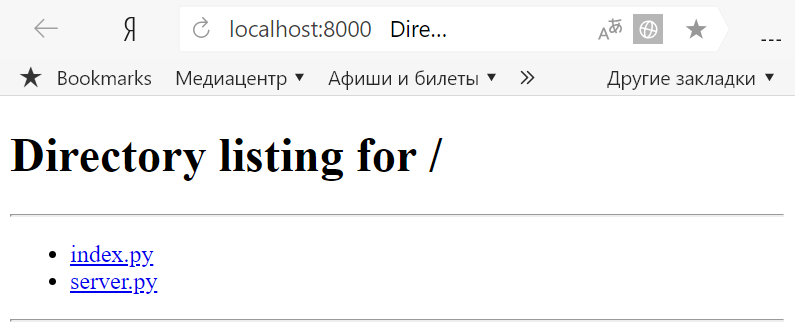 Я localhost:8000 Dire... ...
Bookmarks Медиацентр Афиши и билеты Другие закладки
Directory listing for /
index.py
server.py